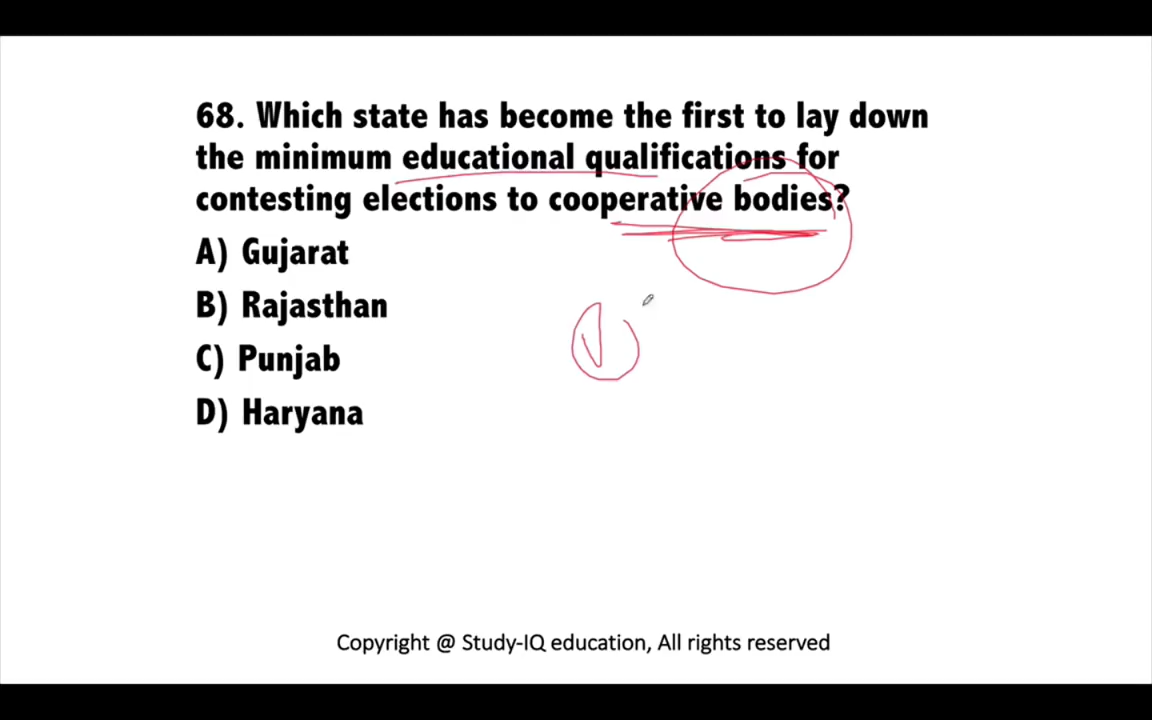 68. Which state has become the first to lay down
the minimum educational qualifications for
contesting elections to cooperative bodies?
A) Gujarat
B) Rajasthan
C) Punjab
D) Haryana
Copyright @ Study-IQ education, All rights reserved